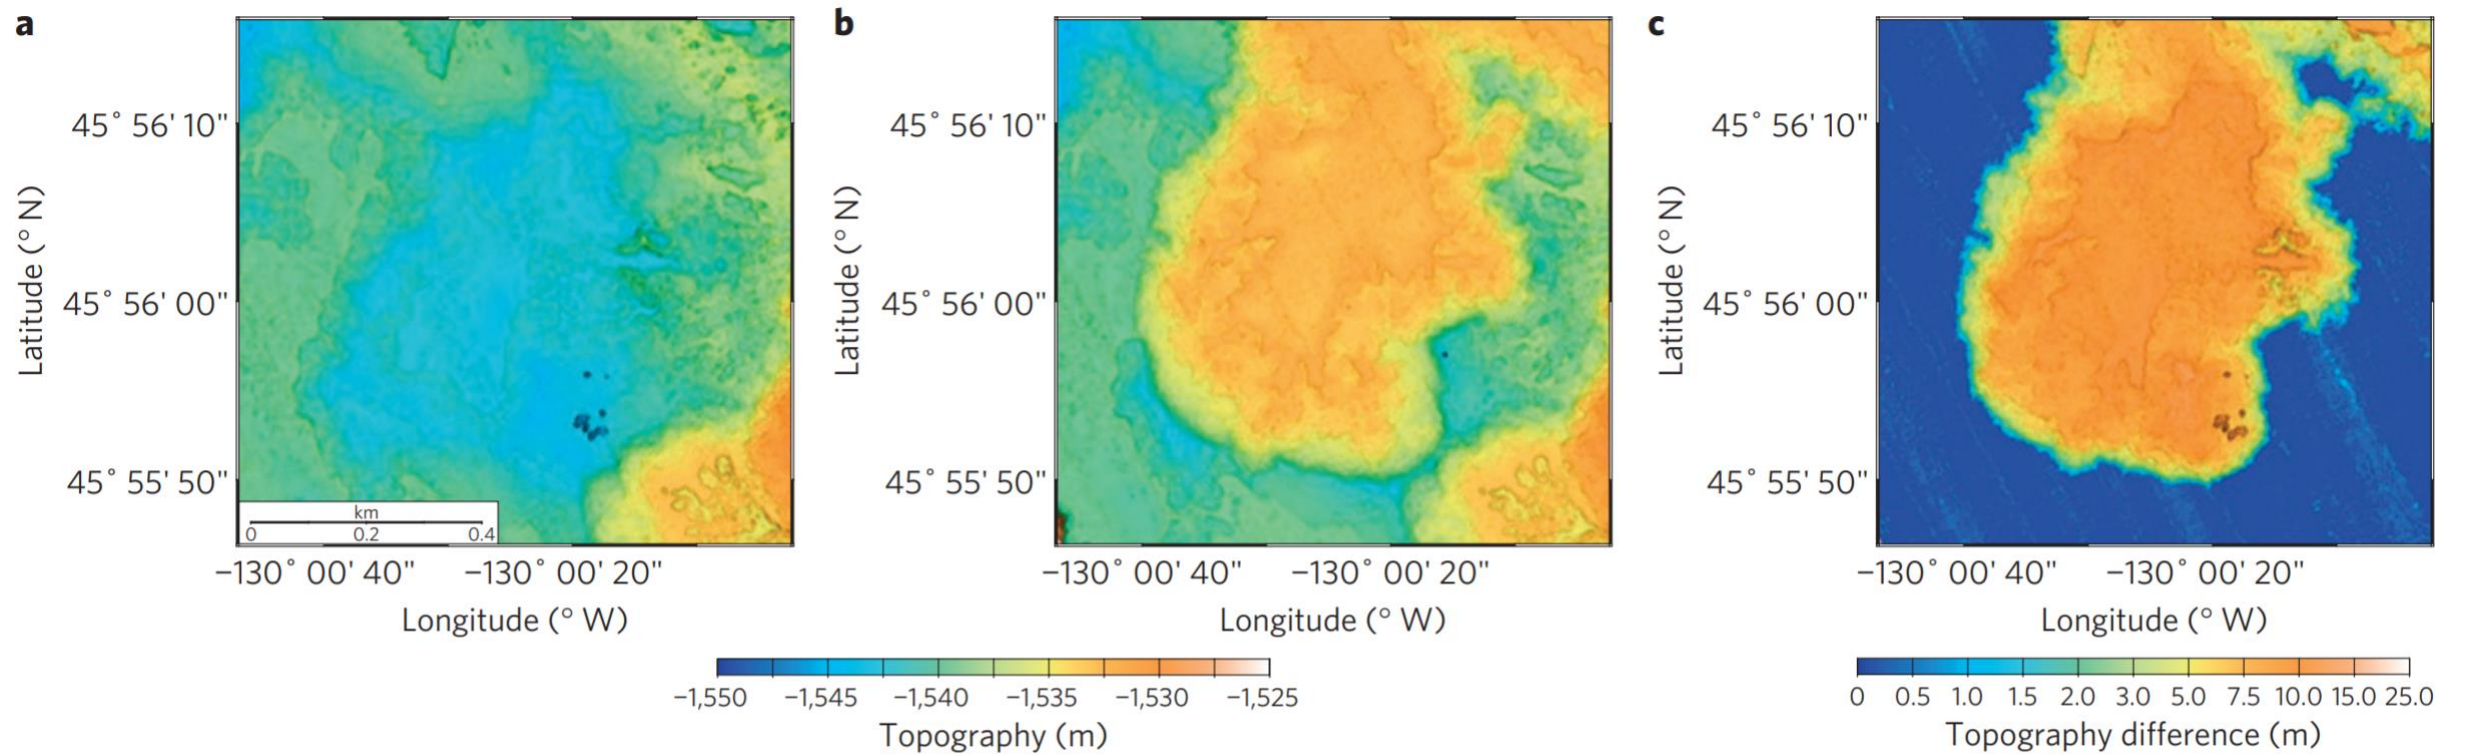 a
b
c
45° 56' 10"
45° 56' 00"
45° 55' 50"
Latitude (° N)
km
0 0.2 0.4
−130° 00' 40" −130° 00' 20"
Longitude (° W)
45° 56' 10"
45° 56' 00"
45° 55' 50"
Latitude (° N)
−130° 00' 40" −130° 00' 20"
Longitude (° W)
45° 56' 10"
45° 56' 00"
45° 55' 50"
Latitude (° N)
−130° 00' 40" −130° 00' 20"
Longitude (° W)
−1,550 −1,545 −1,540 −1,535 −1,530 −1,525
Topography (m)
0 0.5 1.0 1.5 2.0 3.0 5.0 7.5 10.0 15.0 25.0
Topography difference (m)